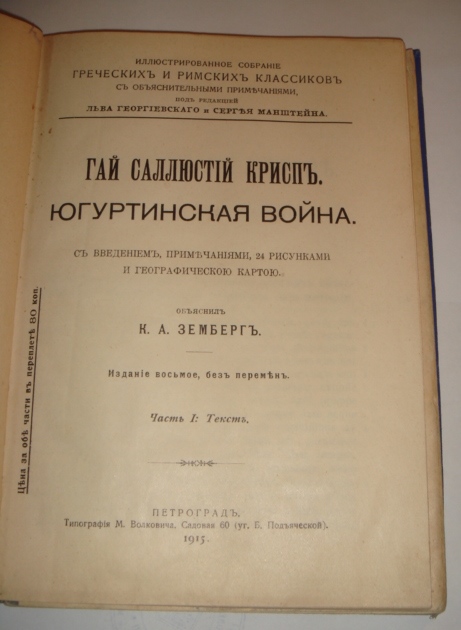 ИЛЛЮСТРИРОВАННОЕ СОБРАНІЕ
ГРЕЧЕСКИХЪ И РИМСКИХЪ КЛАССИКОВЪ
СЪ ОБЪЯСНИТЕЛЬНЫМИ ПРИМѢЧАНІЯМИ,
ПОДЪ РЕДАКЦІЕЙ
ЛЬВА ГЕОРГІЕВСКАГО и СЕРГѢЯ МАНШТЕЙНА.
ГАЙ САЛЛЮСТІЙ КРИСПЪ.
ЮГУРТИНСКАЯ ВОЙНА.
СЪ ВВЕДЕНІЕМЪ, ПРИМѢЧАНІЯМИ, 24 РИСУНКАМИ
И ГЕОГРАФИЧЕСКОЮ КАРТОЮ.
ОБЪЯСНИЛЪ
К. А. ЗЕМБЕРГЪ.
Изданіе восьмое, безъ перемѣнъ.
Часть I: Текстъ.
Цѣна за обѣ части въ переплетѣ 80 коп.
ПЕТРОГРАДЪ.
Типографія М. Волковича, Садовая 60 (уг. Б. Подъяческой).
1915.